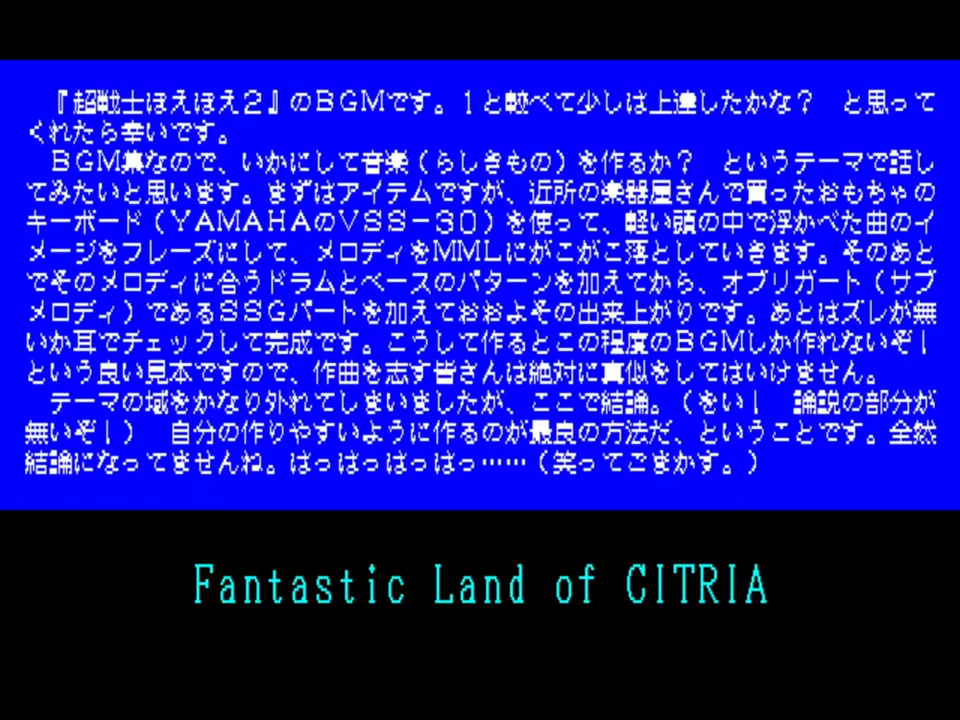 『超戦士ほえほえ２』のＢＧＭです。１と較べて少しは上達したかな？　と思って
くれたら幸いです。
　ＢＧＭ集なので、いかにして音楽（らしきもの）を作るか？　というテーマで話し
てみたいと思います。まずはアイテムですが、近所の楽器屋さんで買ったおもちゃの
キーボード（ＹＡＭＡＨＡのＶＳＳ－３０）を使って、軽い頭の中で浮かべた曲のイ
メージをフレーズにして、メロディをＭＭＬにがこがこ落としていきます。そのあと
でそのメロディに合うドラムとベースのパターンを加えてから、オブリガート（サブ
メロディ）であるＳＳＧパートを加えておおよその出来上がりです。あとはズレが無
いか耳でチェックして完成です。こうして作るとこの程度のＢＧＭしか作れないぞ！
という良い見本ですので、作曲を志す皆さんは絶対に真似をしてはいけません。
　テーマの域をかなり外れてしまいましたが、ここで結論。（をい！　論説の部分が
無いぞ！）　自分の作りやすいように作るのが最良の方法だ、ということです。全然
結論になってませんね。はっはっはっはっ……（笑ってごまかす。）
Fantastic Land of CITRIA